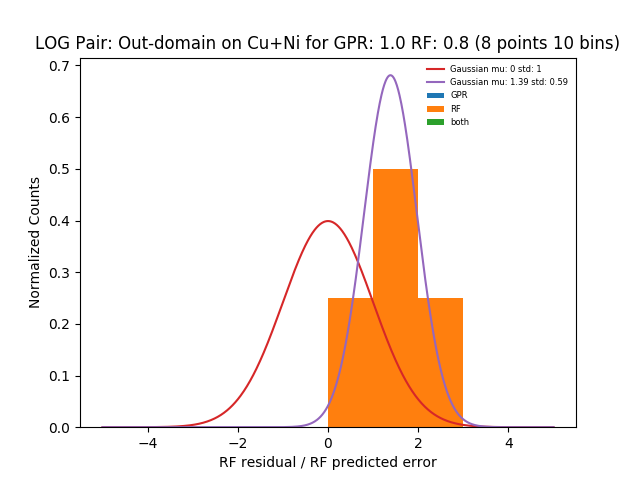 LOG Pair: Out-domain on Cu+Ni for GPR: 1.0 RF: 0.8 (8 points 10 bins)
Gaussian mu: 0 std: 1
Gaussian mu: 1.39 std: 0.59
GPR
RF
both
Normalized Counts
0.7
0.6
0.5
0.4
0.3
0.2
0.1
0.0
−4
−2
0
2
4
RF residual / RF predicted error